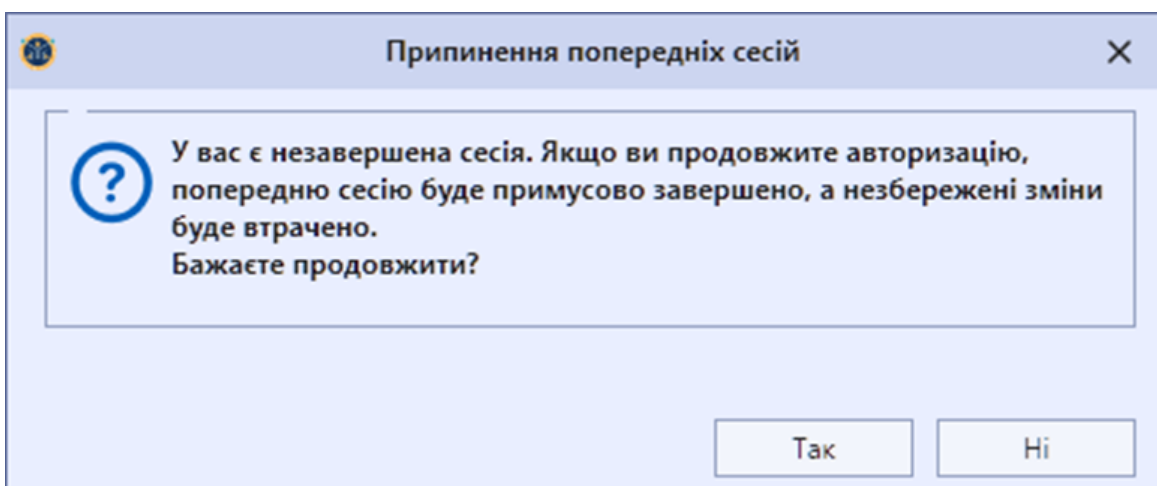 Припинення попередніх сесій
У вас є незавершена сесія. Якщо ви продовжите авторизацію,
попередню сесію буде примусово завершено, а незбережені зміни
буде втрачено.
Бажаєте продовжити?
Так
Ні